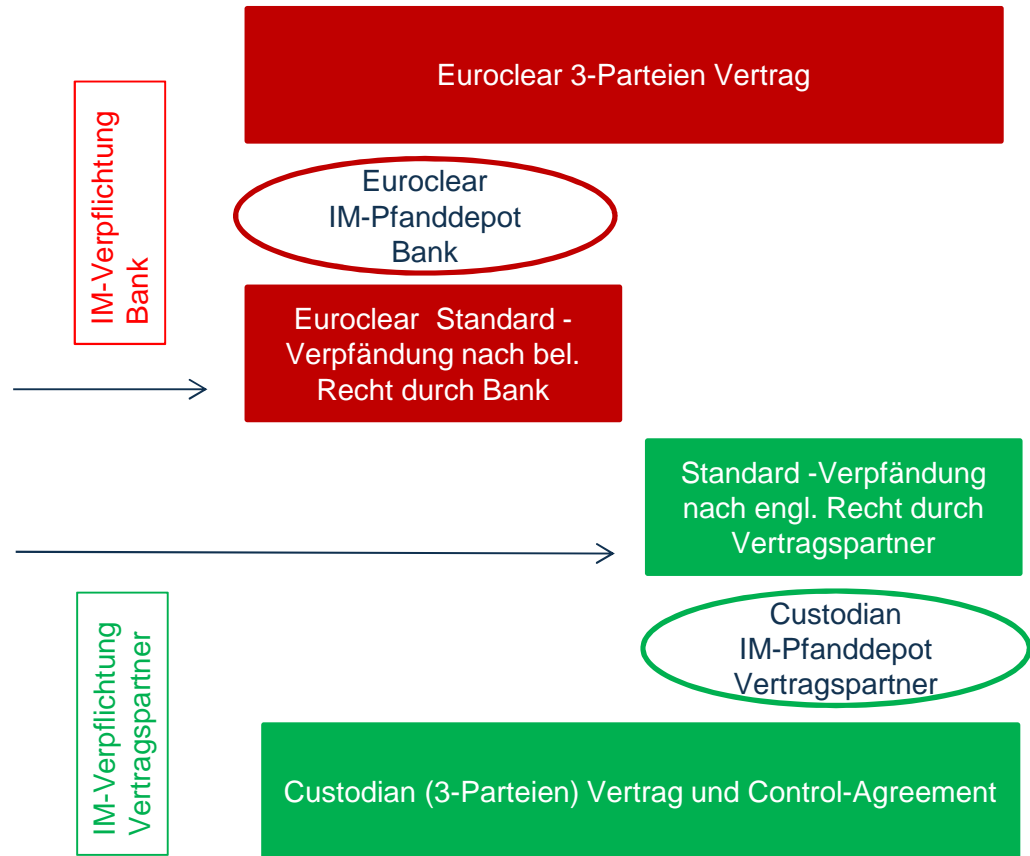 Euroclear 3-Parteien Vertrag
IM-Verpflichtung
Bank
Euroclear
IM-Pfanddepot
Bank
Euroclear Standard -
Verpfändung nach bel.
Recht durch Bank
Standard -Verpfändung
nach engl. Recht durch
Vertragspartner
IM-Verpflichtung
Vertragspartner
Custodian
IM-Pfanddepot
Vertragspartner
Custodian (3-Parteien) Vertrag und Control-Agreement